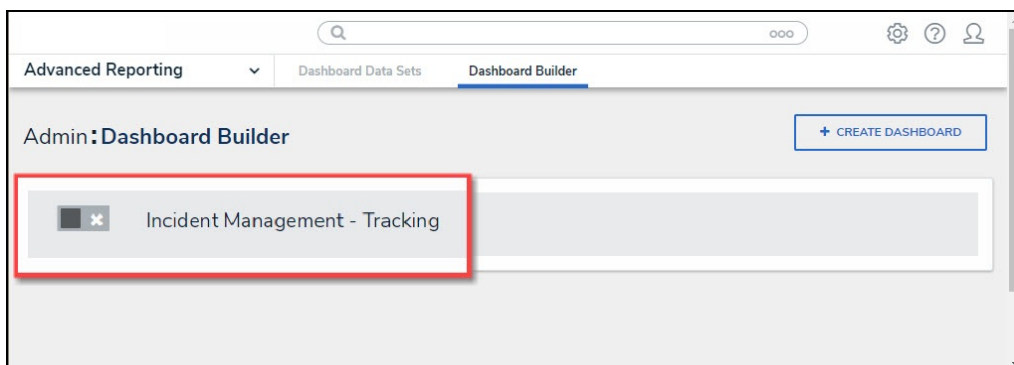 Advanced Reporting
Dashboard Data Sets
Dashboard Builder
Admin:Dashboard Builder
+ CREATE DASHBOARD
Incident Management - Tracking